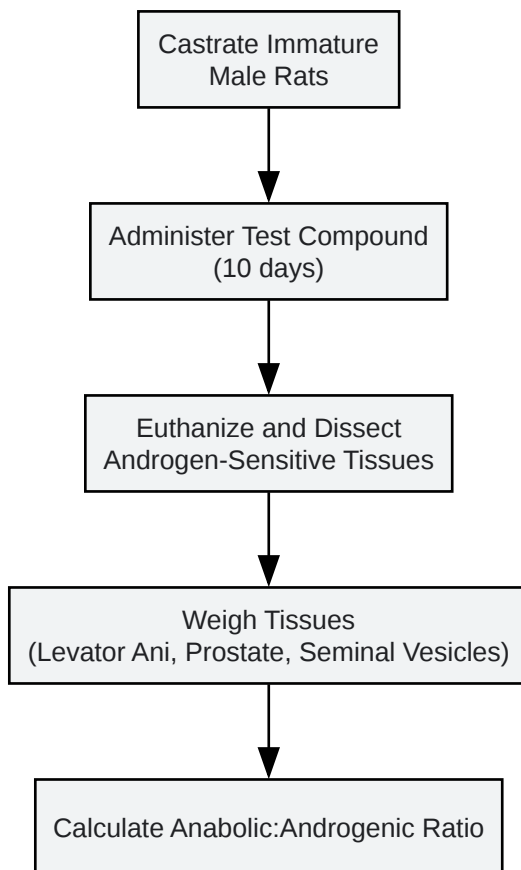 Castrate Immature
Male Rats
Administer Test Compound
(10 days)
Euthanize and Dissect
Androgen-Sensitive Tissues
Weigh Tissues
(Levator Ani, Prostate, Seminal Vesicles)
Calculate Anabolic:Androgenic Ratio